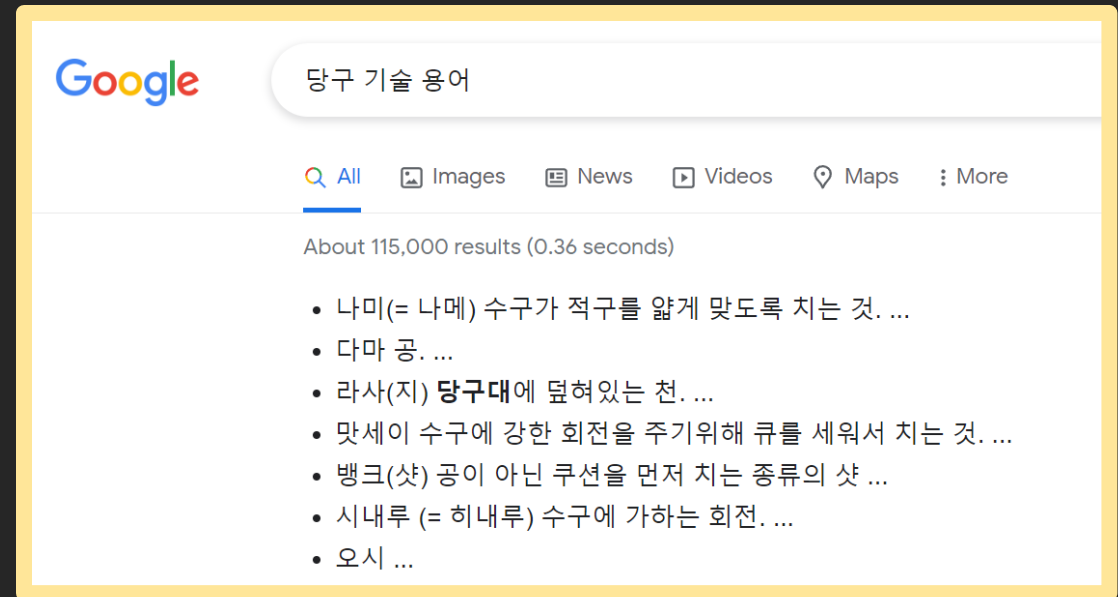 Google
당구 기술 용어
All Images News Videos Maps More
About 115,000 results (0.36 seconds)
나미(= 나메) 수구가 적구를 얇게 맞도록 치는 것. ...
다마 공. ...
라사(지) 당구대에 덮혀있는 천. ...
맛세이 수구에 강한 회전을 주기위해 큐를 세워서 치는 것. ...
뱅크(샷) 공이 아닌 쿠션을 먼저 치는 종류의 샷 ...
시내루 (= 히내루) 수구에 가하는 회전. ...
오시 ...